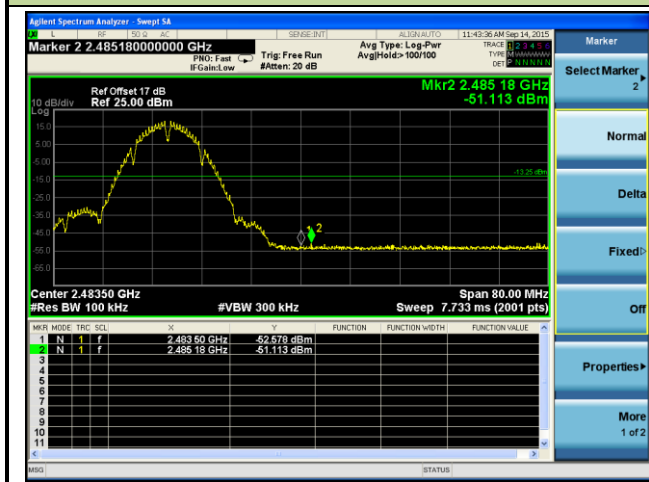 Agilent Spectrum Analyzer - Swept SA
L RF 50 Ω AC SENSE:INT ALIGN AUTO 11:43:36 AM Sep 14, 2015
Marker 2 2.485180000000 GHz
PNO: Fast
IFGain:Low
Trig: Free Run
#Atten: 20 dB
Avg Type: Log-Pwr
Avg|Hold:> 100/100
TRACE 1 2 3 4 5 6
TYPE
DET P N N N N N
Marker
Select Marker
2
Normal
Delta
Fixed
Off
Properties
More
1 of 2
Ref Offset 17 dB
10 dB/div Ref 25.00 dBm
Log
Mkr2 2.485 18 GHz
-51.113 dBm
15.0
5.00
-5.00
-13.25 dBm
-15.0
-25.0
-35.0
-45.0
-55.0
-65.0
1 2
Center 2.48350 GHz Span 80.00 MHz
#Res BW 100 kHz #VBW 300 kHz Sweep 7.733 ms (2001 pts)
MKR MODE TRC SCL X Y FUNCTION FUNCTION WIDTH FUNCTION VALUE
1 N 1 f 2.483 50 GHz -52.578 dBm
2 N 1 f 2.485 18 GHz -51.113 dBm
3
4
5
6
7
8
9
10
11
MSG STATUS